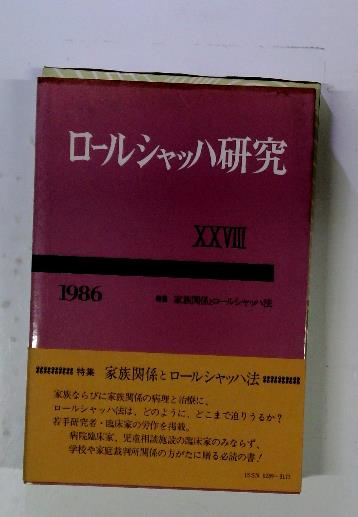 ロールシャッハ研究
XXVIII
1986
特集 家族関係とロールシャッハ法
特集 家族関係とロールシャッハ法
家族ならびに家族関係の病理と治療に、
ロールシャッハ法は、どのように、どこまで迫りうるか？
若手研究者・臨床家の労作を掲載。
病院臨床家、児童相談施設の臨床家のみならず、
学校や家庭裁判所関係の方がたに贈る必読の書！